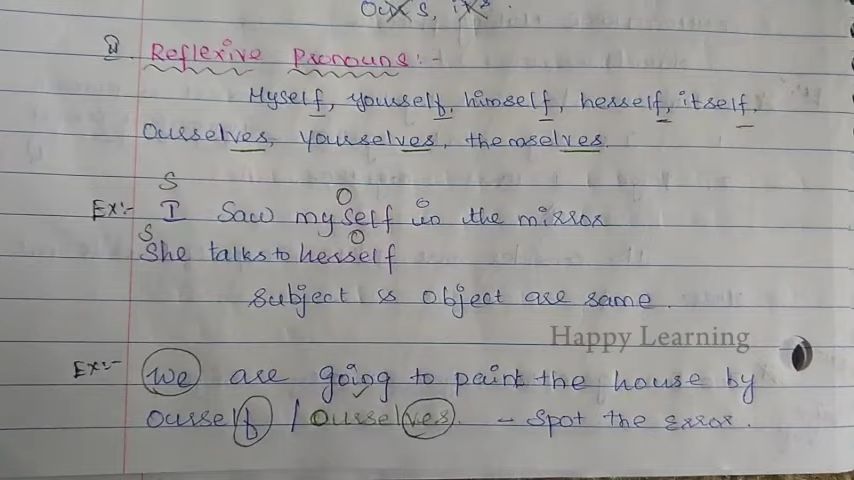 Reflexive Pronouns:-
Myself, yourself, himself, herself, itself,
Ourselves, yourselves, themselves.
S O
Ex:- I saw myself in the mirror
S O
She talks to herself
Subject & object are same.
Happy Learning
Ex:- We are going to paint the house by
ourself / ourselves. - Spot the error.